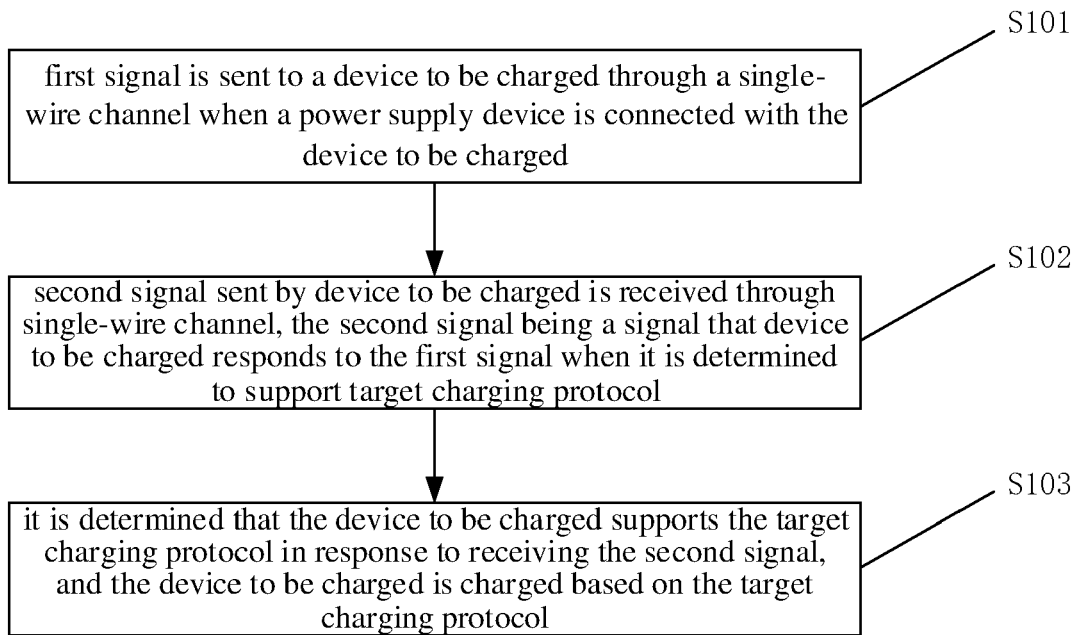 S101
first signal is sent to a device to be charged through a single-
wire channel when a power supply device is connected with the
device to be charged
S102
second signal sent by device to be charged is received through
single-wire channel, the second signal being a signal that device
to be charged responds to the first signal when it is determined
to support target charging protocol
S103
it is determined that the device to be charged supports the target
charging protocol in response to receiving the second signal,
and the device to be charged is charged based on the target
charging protocol